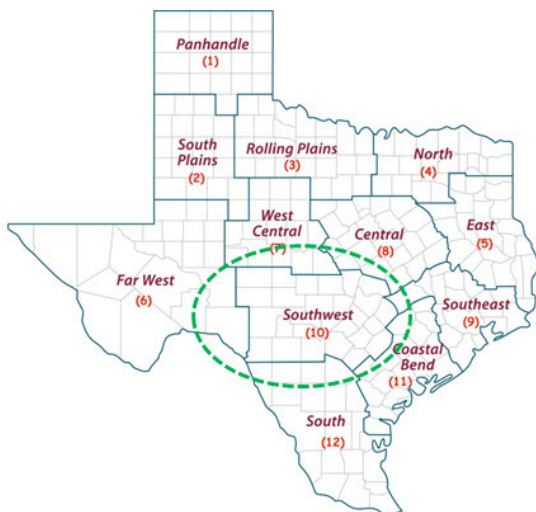 Panhandle
(1)
South
Plains
(2)
Rolling Plains
(3)
North
(4)
West
Central
(7)
Central
(8)
East
(5)
Far West
(6)
Southwest
(10)
Southeast
(9)
Coastal
Bend
(11)
South
(12)